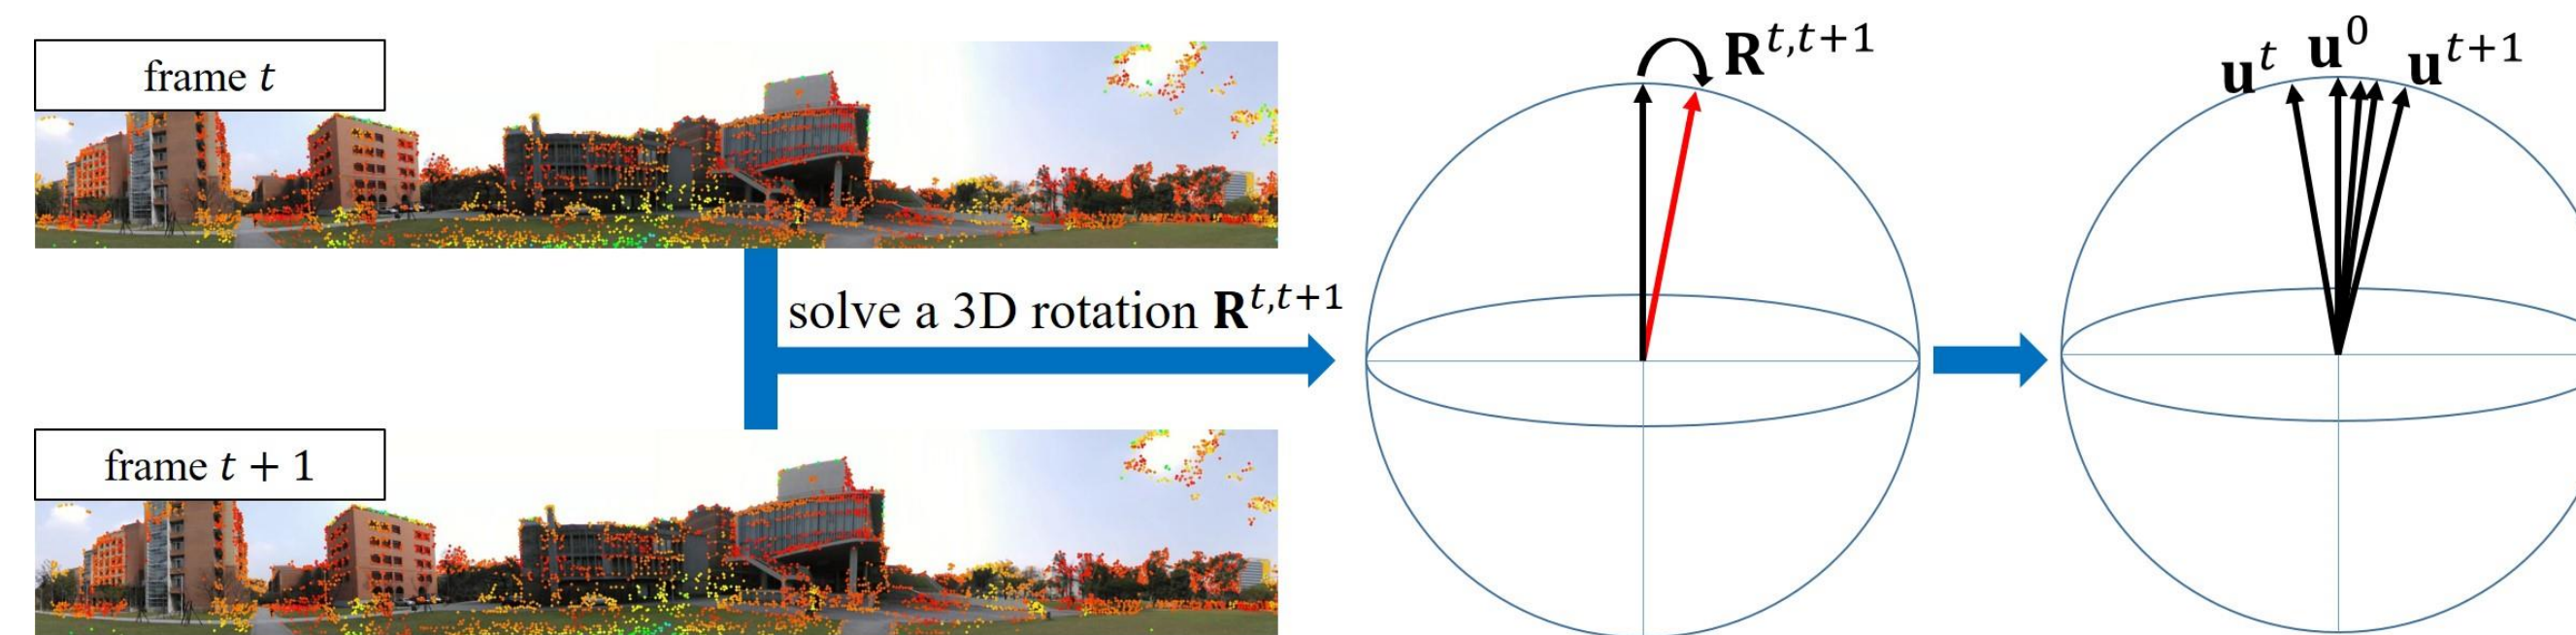 frame t
solve a 3D rotation R^{t,t+1}
frame t + 1
R^{t,t+1}
u^t u^0 u^{t+1}